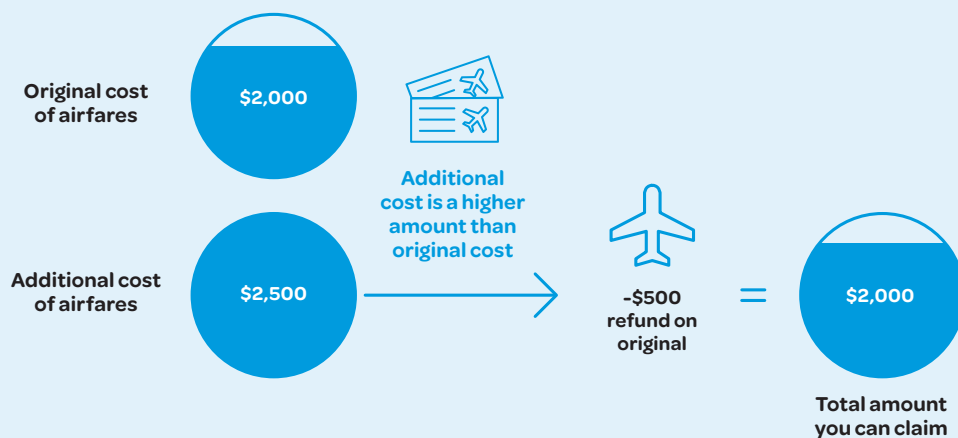 Original cost
of airfares
$2,000
Additional
cost is a higher
amount than
original cost
Additional cost
of airfares
$2,500
-$500
refund on
original
=
$2,000
Total amount
you can claim